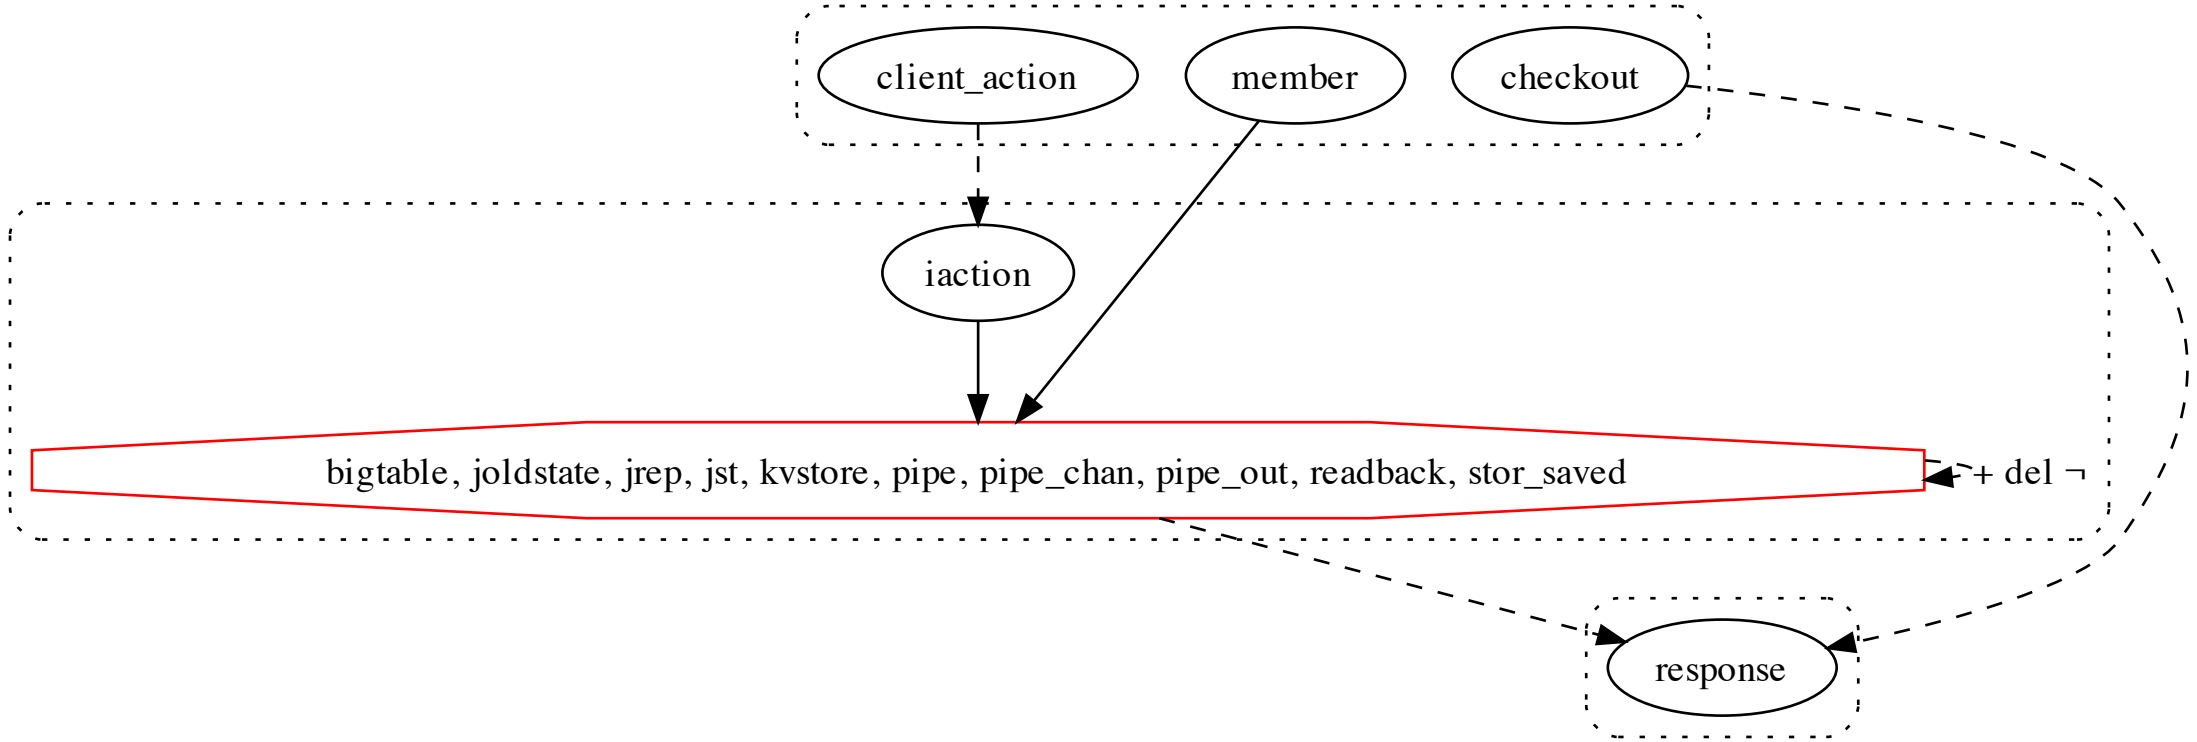 client_action member checkout
iaction
bigtable, joldstate, jrep, jst, kvstore, pipe, pipe_chan, pipe_out, readback, stor_saved + del ¬
response